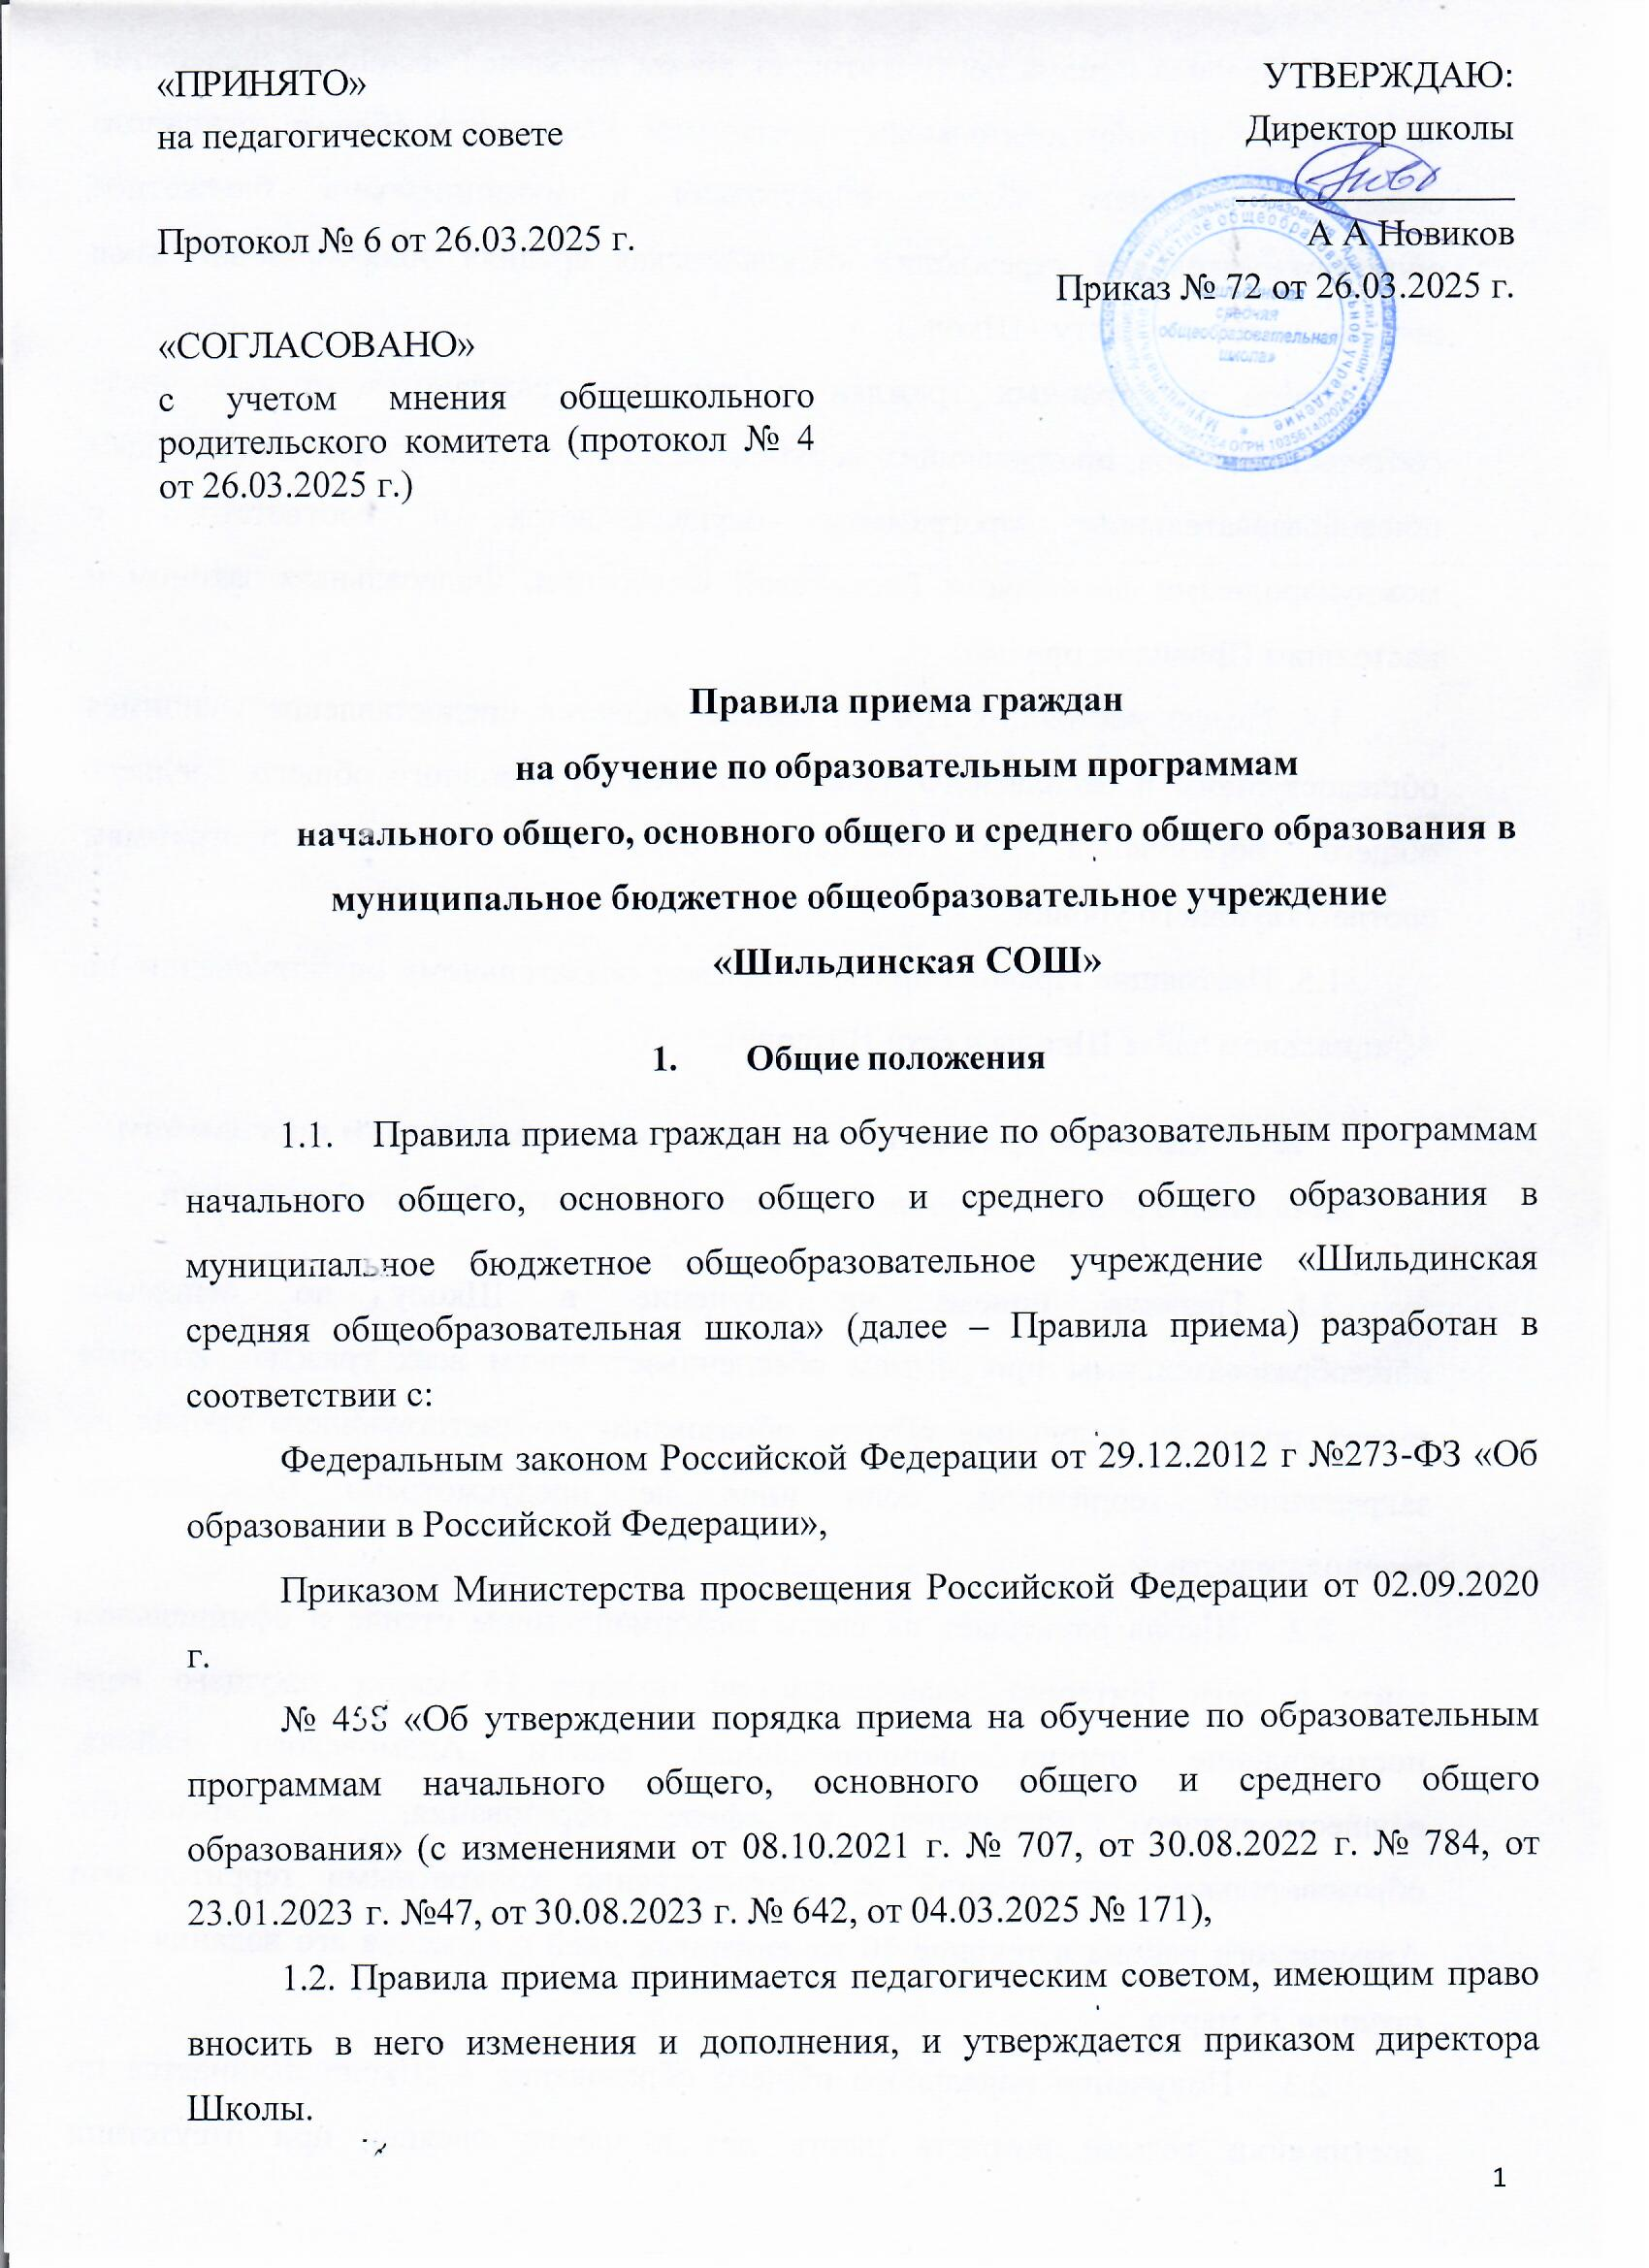 «ПРИНЯТО»
на педагогическом совете
Протокол № 6 от 26.03.2025 г.
«СОГЛАСОВАНО»
с учетом мнения общешкольного
родительского комитета (протокол № 4
от 26.03.2025 г.)
УТВЕРЖДАЮ:
Директор школы
А А Новиков
Приказ № 72 от 26.03.2025 г.
средняя
общеобразовательная
школа»
Правила приема граждан
на обучение по образовательным программам
начального общего, основного общего и среднего общего образования в
муниципальное бюджетное общеобразовательное учреждение
«Шильдинская СОШ»
1. Общие положения
1.1. Правила приема граждан на обучение по образовательным программам
начального общего, основного общего и среднего общего образования в
муниципальное бюджетное общеобразовательное учреждение «Шильдинская
средняя общеобразовательная школа» (далее – Правила приема) разработан в
соответствии с:
Федеральным законом Российской Федерации от 29.12.2012 г №273-ФЗ «Об
образовании в Российской Федерации»,
Приказом Министерства просвещения Российской Федерации от 02.09.2020
г.
№ «Об утверждении порядка приема на обучение по образовательным
программам начального общего, основного общего и среднего общего
образования» (с изменениями от 08.10.2021 г. № 707, от 30.08.2022 г. № 784, от
23.01.2023 г. №47, от 30.08.2023 г. № 642, от 04.03.2025 № 171),
1.2. Правила приема принимается педагогическим советом, имеющим право
вносить в него изменения и дополнения, и утверждается приказом директора
Школы.
1